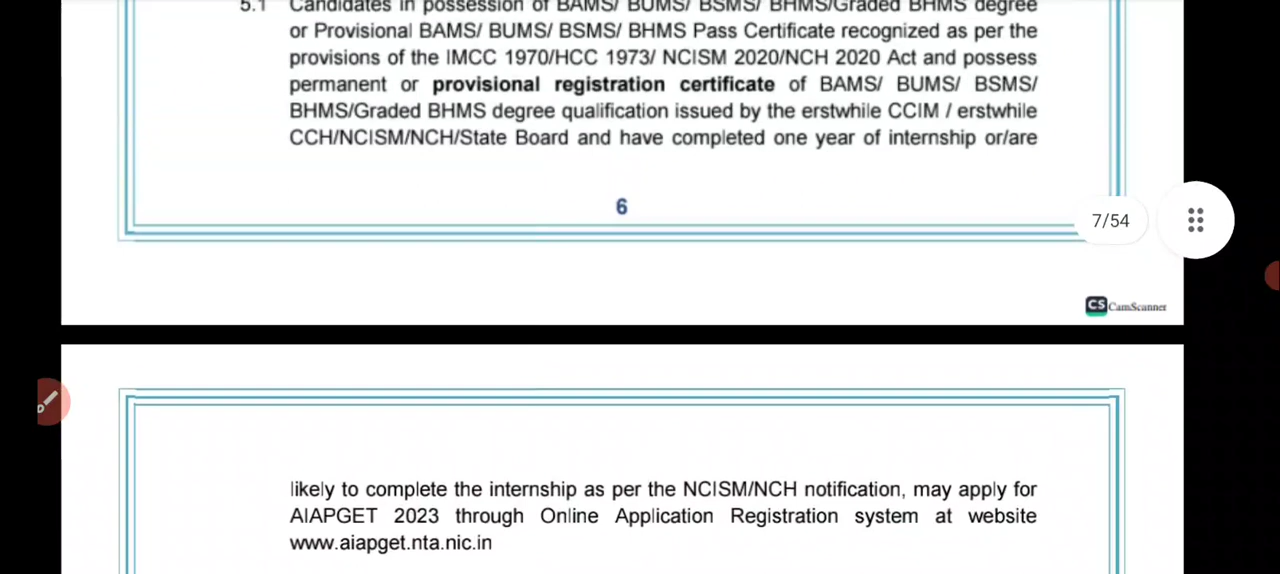 5.1 Candidates in possession of BAMS/ BUMS/ BSMS/ BHMS/Graded BHMS degree
or Provisional BAMS/ BUMS/ BSMS/ BHMS Pass Certificate recognized as per the
provisions of the IMCC 1970/HCC 1973/ NCISM 2020/NCH 2020 Act and possess
permanent or provisional registration certificate of BAMS/ BUMS/ BSMS/
BHMS/Graded BHMS degree qualification issued by the erstwhile CCIM / erstwhile
CCH/NCISM/NCH/State Board and have completed one year of internship or/are
6
7/54
CS CamScanner
likely to complete the internship as per the NCISM/NCH notification, may apply for
AIAPGET 2023 through Online Application Registration system at website
www.aiapget.nta.nic.in